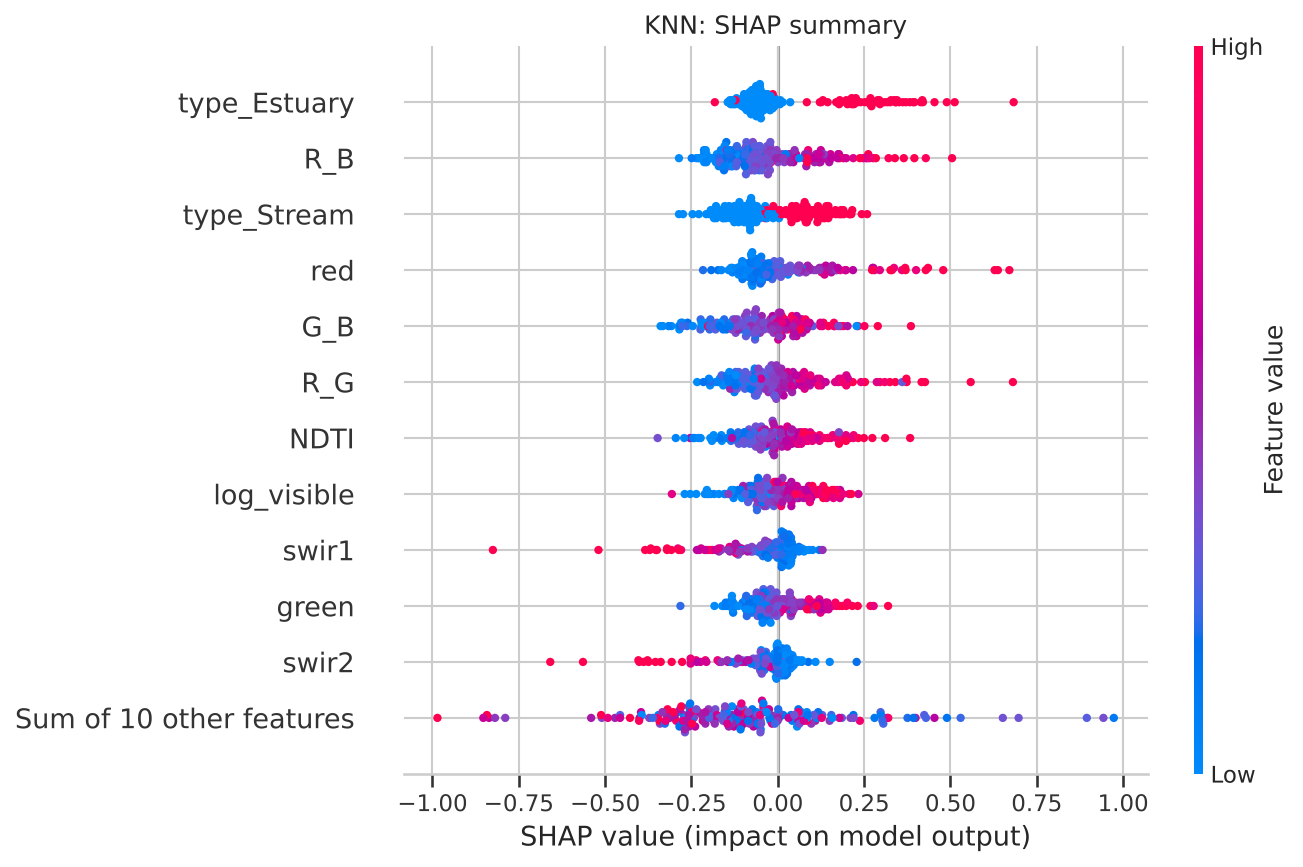 KNN: SHAP summary
High
type_Estuary
R_B
type_Stream
red
G_B
R_G
NDTI
log_visible
swir1
green
swir2
Sum of 10 other features
Feature value
Low
−1.00 −0.75 −0.50 −0.25 0.00 0.25 0.50 0.75 1.00
SHAP value (impact on model output)